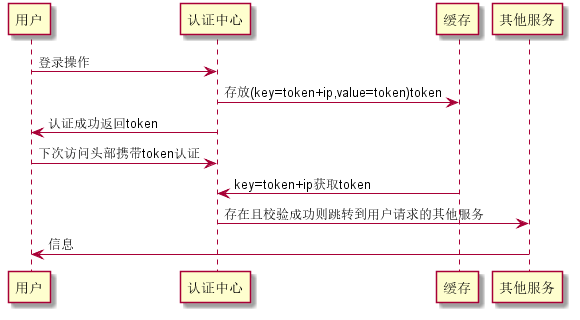 用户 认证中心 缓存 其他服务
登录操作
存放(key=token+ip,value=token)token
认证成功返回token
下次访问头部携带token认证
key=token+ip获取token
存在且校验成功则跳转到用户请求的其他服务
信息
用户 认证中心 缓存 其他服务